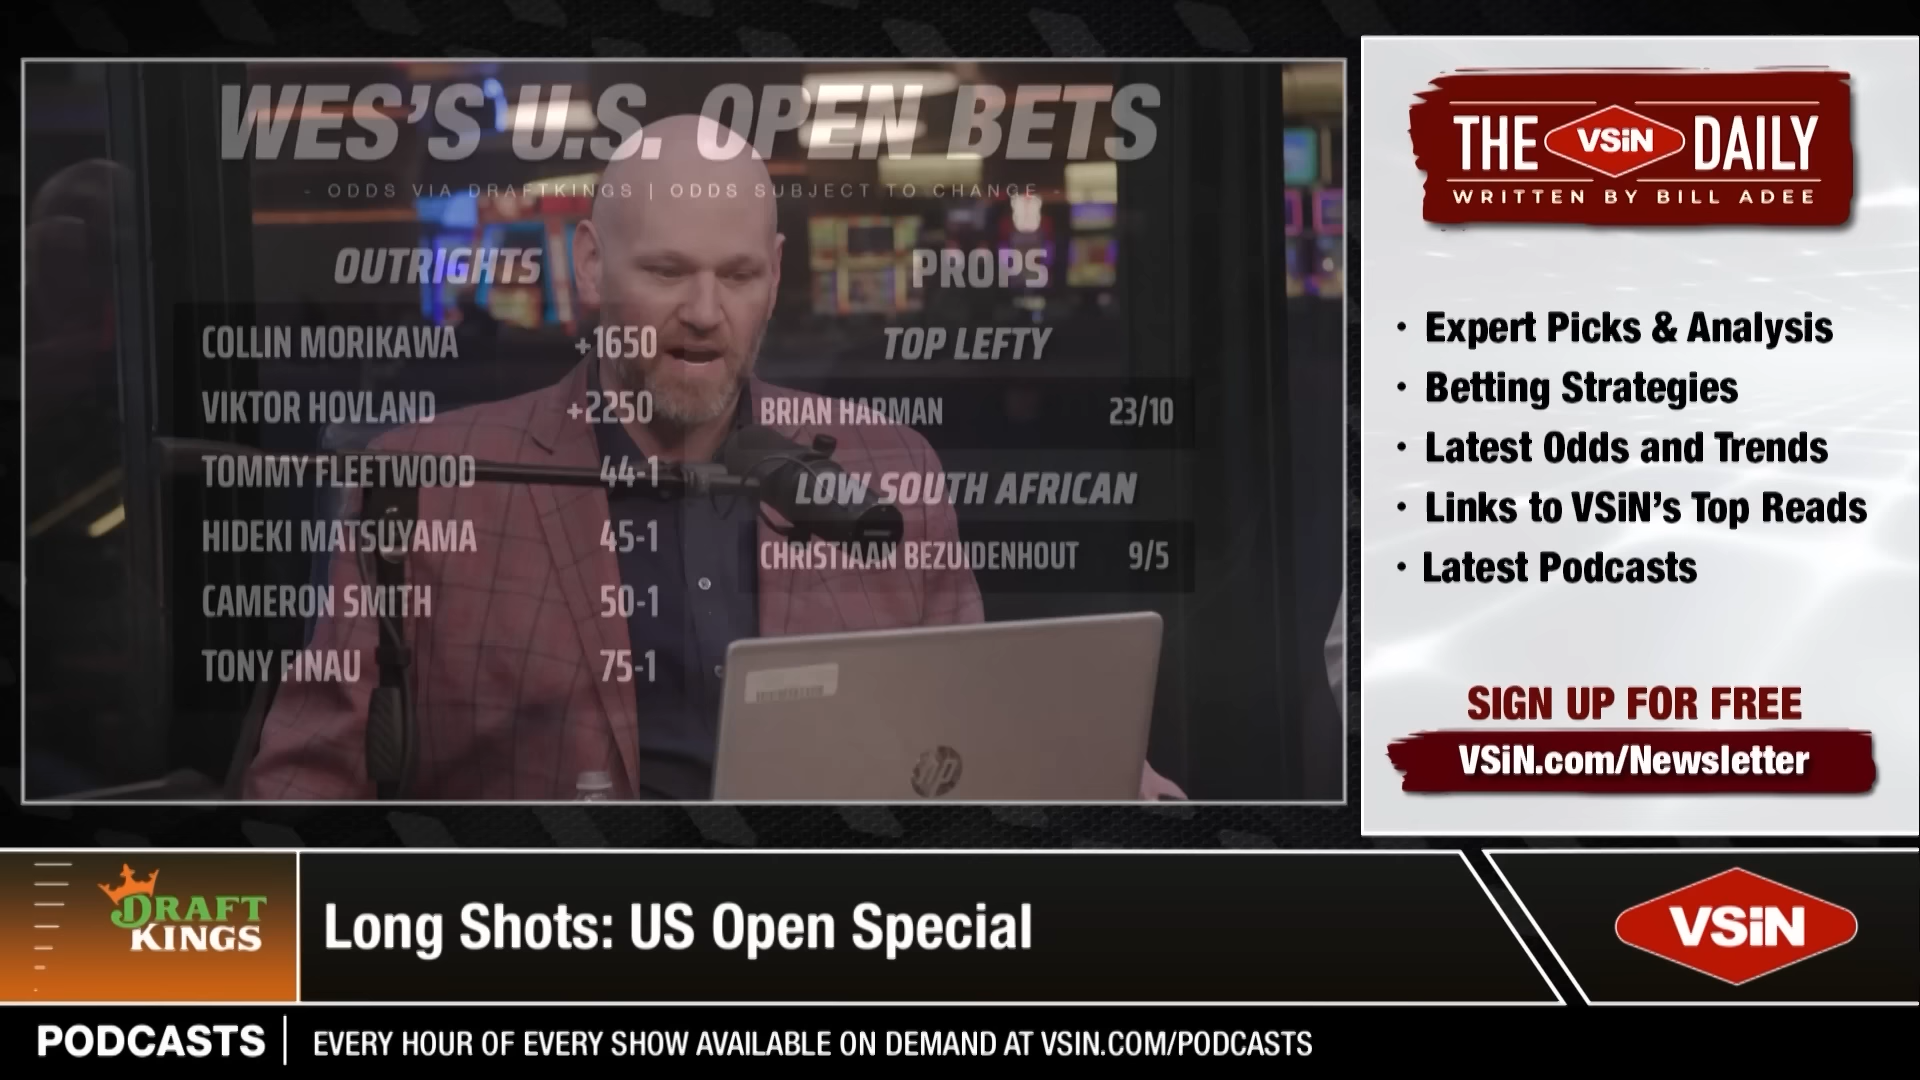 WES'S U.S. OPEN BETS
- ODDS VIA DRAFTKINGS | ODDS SUBJECT TO CHANGE -
OUTRIGHTS
COLLIN MORIKAWA +1650
VIKTOR HOVLAND +2250
TOMMY FLEETWOOD 44-1
HIDEKI MATSUYAMA 45-1
CAMERON SMITH 50-1
TONY FINAU 75-1
PROPS
TOP LEFTY
BRIAN HARMAN 23/10
LOW SOUTH AFRICAN
CHRISTIAAN BEZUIDENHOUT 9/5
hp
THE VSiN DAILY
WRITTEN BY BILL ADEE
• Expert Picks & Analysis
• Betting Strategies
• Latest Odds and Trends
• Links to VSiN's Top Reads
• Latest Podcasts
SIGN UP FOR FREE
VSiN.com/Newsletter
DRAFT
KINGS
Long Shots: US Open Special
VSiN
PODCASTS | EVERY HOUR OF EVERY SHOW AVAILABLE ON DEMAND AT VSIN.COM/PODCASTS